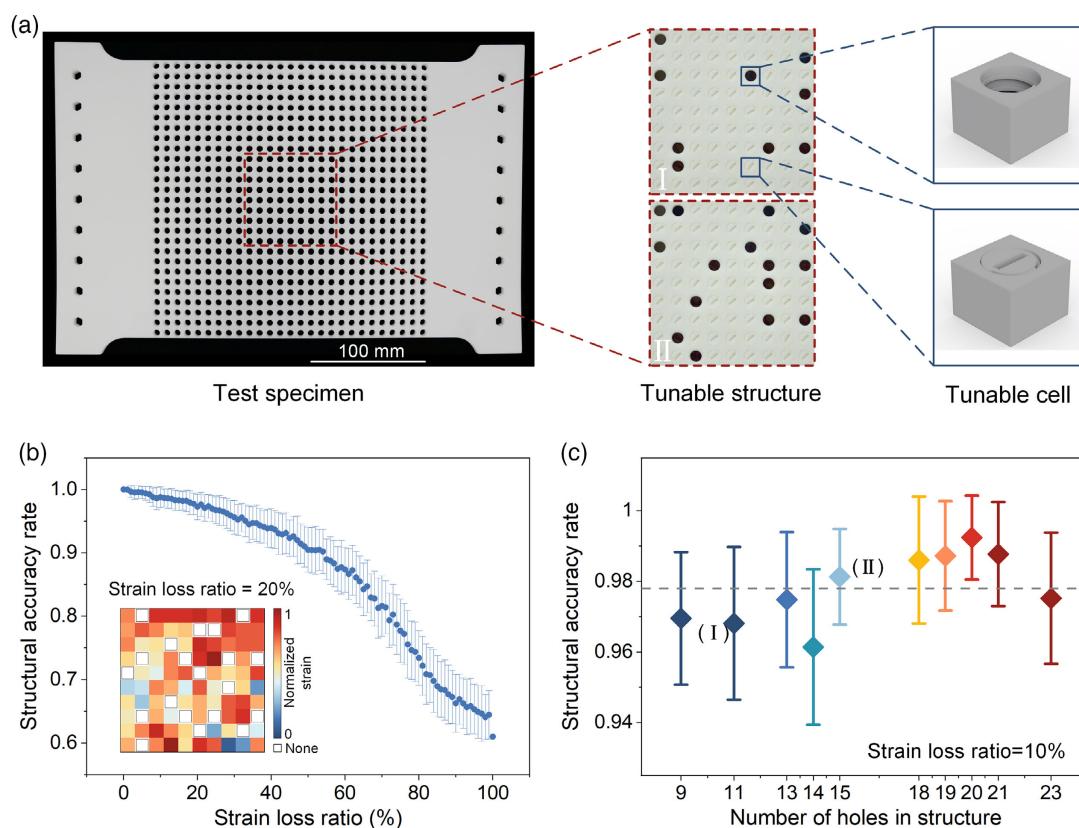 (a)
100 mm
I
II
Test specimen
Tunable structure
Tunable cell
(b)
Structural accuracy rate
1.0
0.9
0.8
0.7
0.6
Strain loss ratio = 20%
1
Normalized
strain
0
None
0
20
40
60
80
100
Strain loss ratio (%)
(c)
Structural accuracy rate
1
0.98
0.96
0.94
(I)
(II)
Strain loss ratio=10%
9
11
13
14
15
18
19
20
21
23
Number of holes in structure